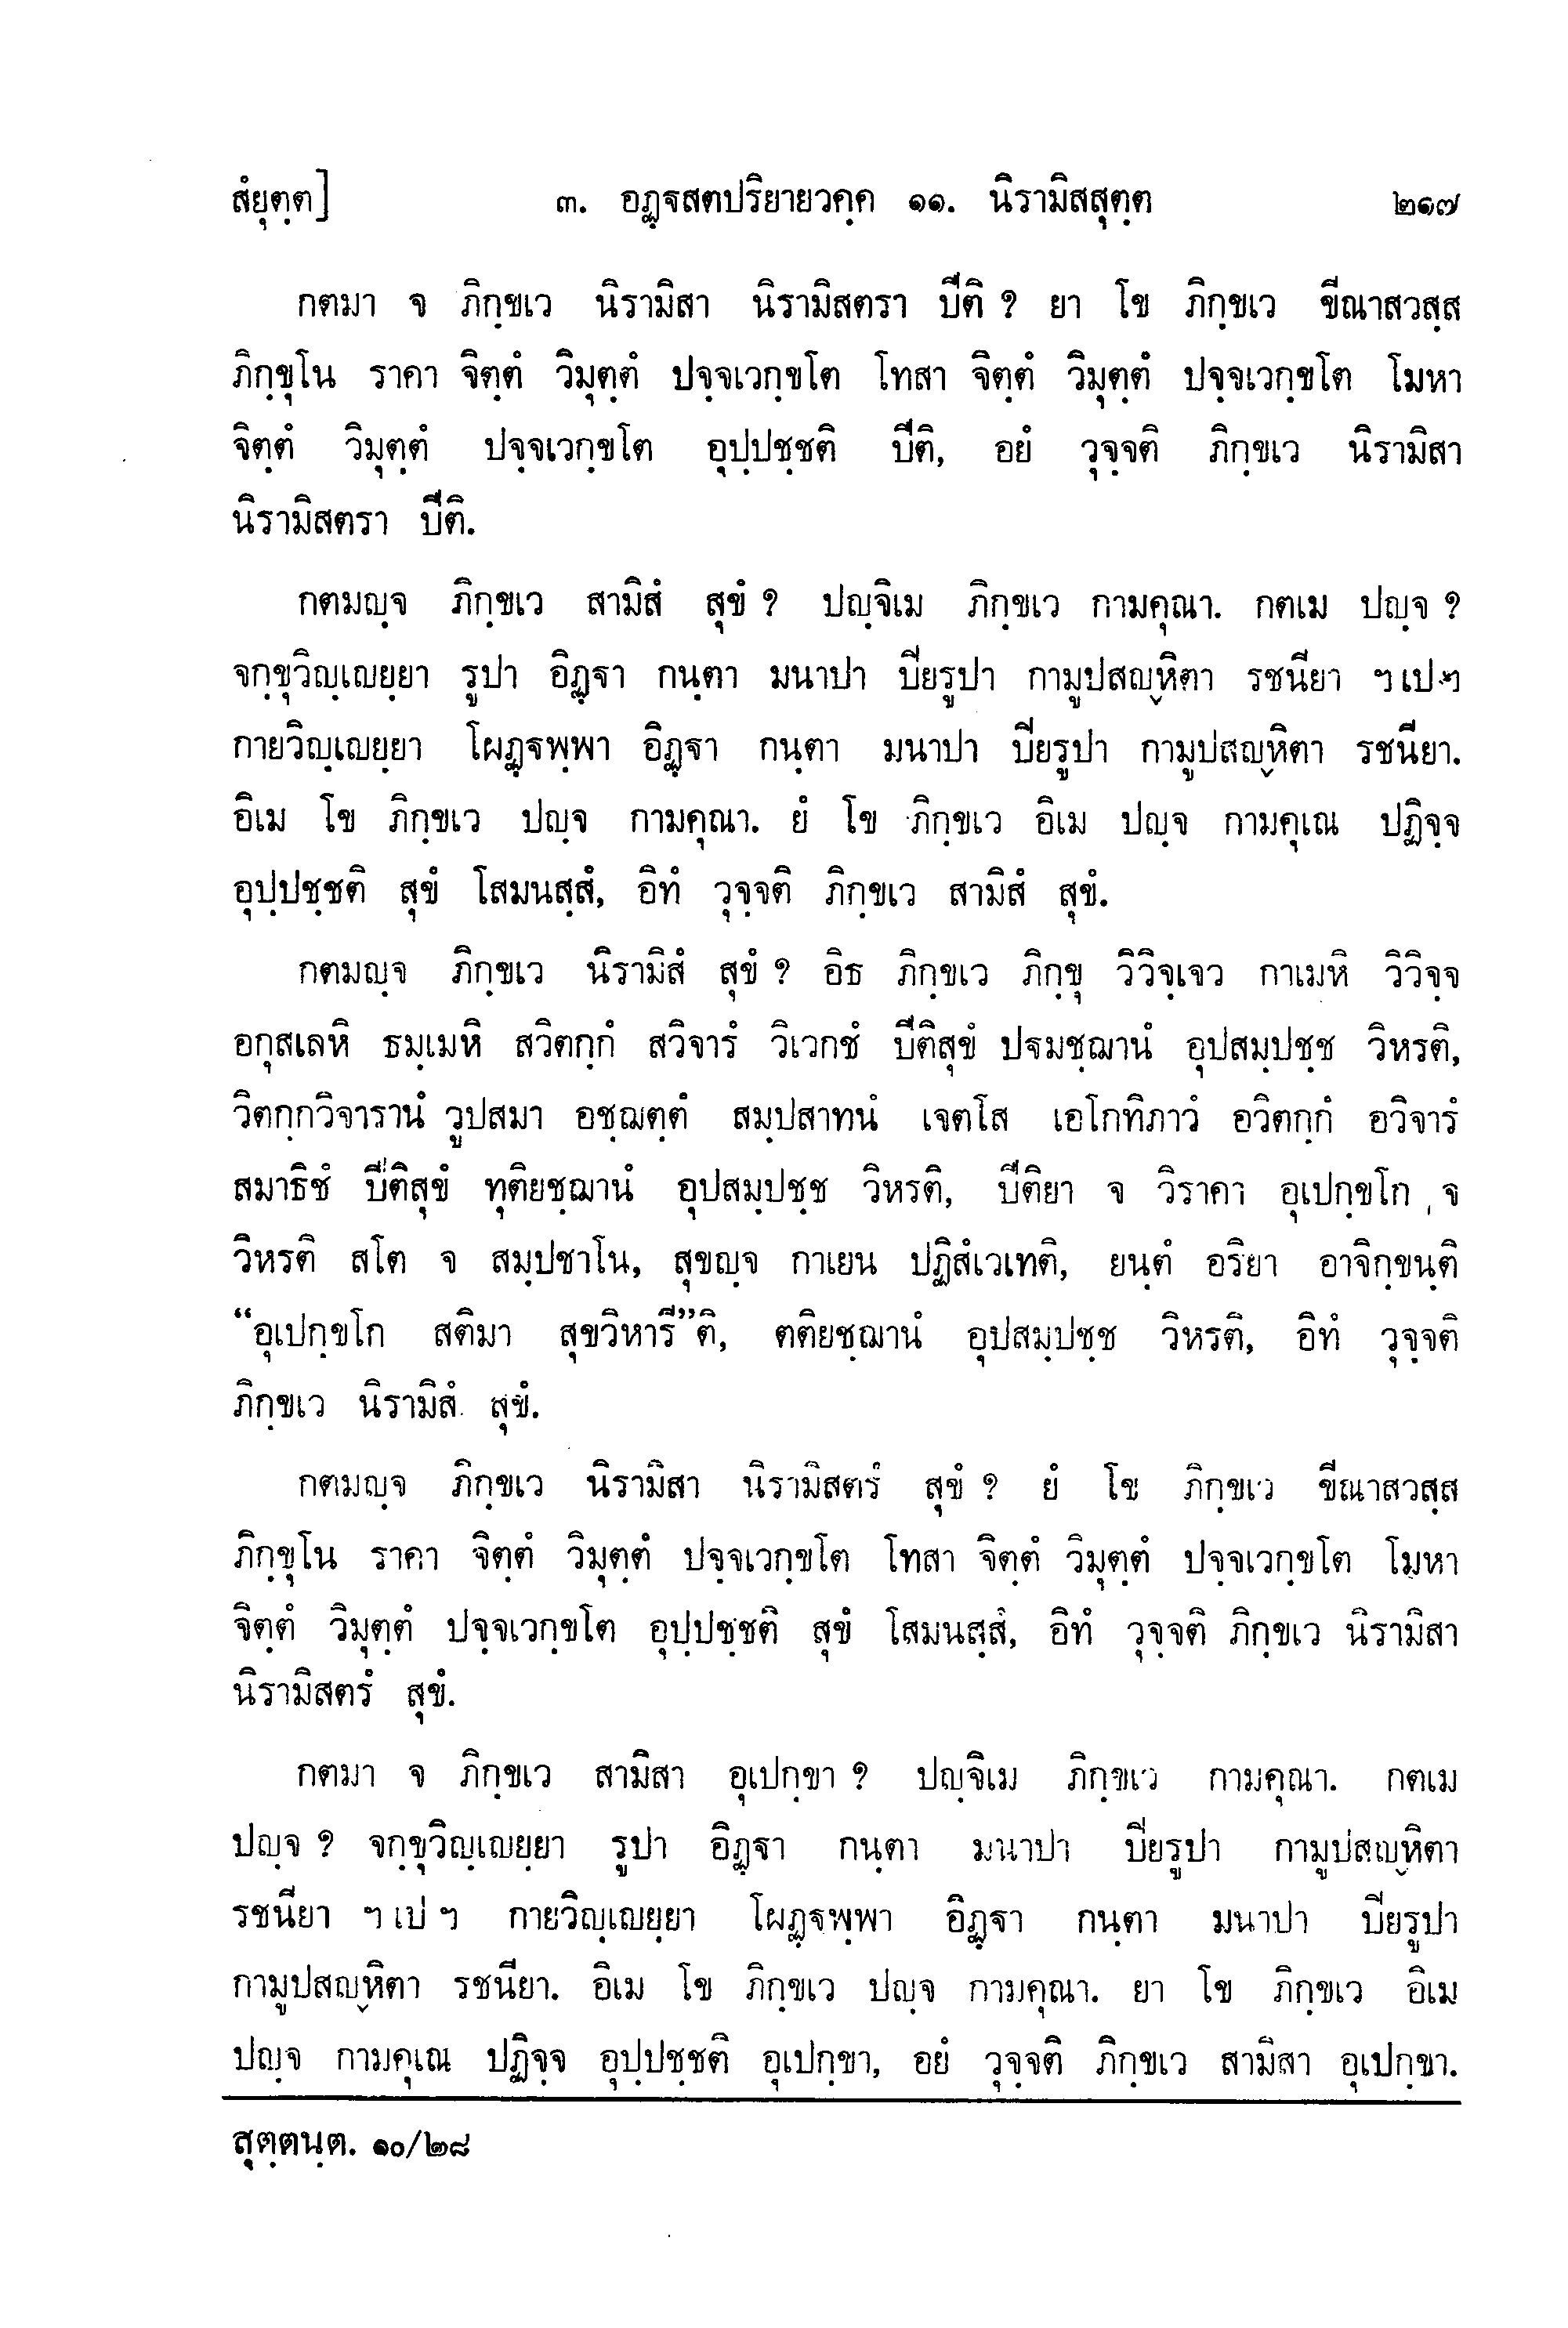 สํยุตฺต] ๓. อฏฺฐสตปริยายวคฺค ๑๑. นิรามิสสุตฺต ๒๑๗
กตมา จ ภิกฺขเว นิรามิสา นิรามิสตรา ปีติ ? ยา โข ภิกฺขเว ขีณาสวสฺส
ภิกฺขุโน ราคา จิตฺตํ วิมุตฺตํ ปจฺจเวกฺขโต โทสา จิตฺตํ วิมุตฺตํ ปจฺจเวกฺขโต โมหา
จิตฺตํ วิมุตฺตํ ปจฺจเวกฺขโต อุปฺปชฺชติ ปีติ, อยํ วุจฺจติ ภิกฺขเว นิรามิสา
นิรามิสตรา ปีติ.
กตมญฺจ ภิกฺขเว สามิสํ สุขํ ? ปญฺจิเม ภิกฺขเว กามคุณา. กตเม ปญฺจ ?
จกฺขุวิญฺเญยฺยา รูปา อิฏฺฐา กนฺตา มนาปา ปิยรูปา กามูปสญฺหิตา รชนียา ฯเปฯ
กายวิญฺเญยฺยา โผฏฺฐพฺพา อิฏฺฐา กนฺตา มนาปา ปิยรูปา กามูปสญฺหิตา รชนียา.
อิเม โข ภิกฺขเว ปญฺจ กามคุณา. ยํ โข ภิกฺขเว อิเม ปญฺจ กามคุเณ ปฏิจฺจ
อุปฺปชฺชติ สุขํ โสมนสฺสํ, อิทํ วุจฺจติ ภิกฺขเว สามิสํ สุขํ.
กตมญฺจ ภิกฺขเว นิรามิสํ สุขํ ? อิธ ภิกฺขเว ภิกฺขุ วิวิจฺเจว กาเมหิ วิวิจฺจ
อกุสเลหิ ธมฺเมหิ สวิตกฺกํ สวิจารํ วิเวกชํ ปีติสุขํ ปฐมชฺฌานํ อุปสมฺปชฺช วิหรติ,
วิตกฺกวิจารานํ วูปสมา อชฺฌตฺตํ สมฺปสาทนํ เจตโส เอโกทิภาวํ อวิตกฺกํ อวิจารํ
สมาธิชํ ปีติสุขํ ทุติยชฺฌานํ อุปสมฺปชฺช วิหรติ, ปีติยา จ วิราคา อุเปกฺขโก จ
วิหรติ สโต จ สมฺปชาโน, สุขญฺจ กาเยน ปฏิสํเวเทติ, ยนฺตํ อริยา อาจิกฺขนฺติ
“อุเปกฺขโก สติมา สุขวิหารี”ติ, ตติยชฺฌานํ อุปสมฺปชฺช วิหรติ, อิทํ วุจฺจติ
ภิกฺขเว นิรามิสํ สุขํ.
กตมญฺจ ภิกฺขเว นิรามิสา นิรามิสตรํ สุขํ ? ยํ โข ภิกฺขเว ขีณาสวสฺส
ภิกฺขุโน ราคา จิตฺตํ วิมุตฺตํ ปจฺจเวกฺขโต โทสา จิตฺตํ วิมุตฺตํ ปจฺจเวกฺขโต โมหา
จิตฺตํ วิมุตฺตํ ปจฺจเวกฺขโต อุปฺปชฺชติ สุขํ โสมนสฺสํ, อิทํ วุจฺจติ ภิกฺขเว นิรามิสา
นิรามิสตรํ สุขํ.
กตมา จ ภิกฺขเว สามิสา อุเปกฺขา ? ปญฺจิเม ภิกฺขเว กามคุณา. กตเม
ปญฺจ ? จกฺขุวิญฺเญยฺยา รูปา อิฏฺฐา กนฺตา มนาปา ปิยรูปา กามูปสญฺหิตา
รชนียา ฯเปฯ กายวิญฺเญยฺยา โผฏฺฐพฺพา อิฏฺฐา กนฺตา มนาปา ปิยรูปา
กามูปสญฺหิตา รชนียา. อิเม โข ภิกฺขเว ปญฺจ กามคุณา. ยา โข ภิกฺขเว อิเม
ปญฺจ กามคุเณ ปฏิจฺจ อุปฺปชฺชติ อุเปกฺขา, อยํ วุจฺจติ ภิกฺขเว สามิสา อุเปกฺขา.
สุตฺตนฺต. ๑๐/๒๘